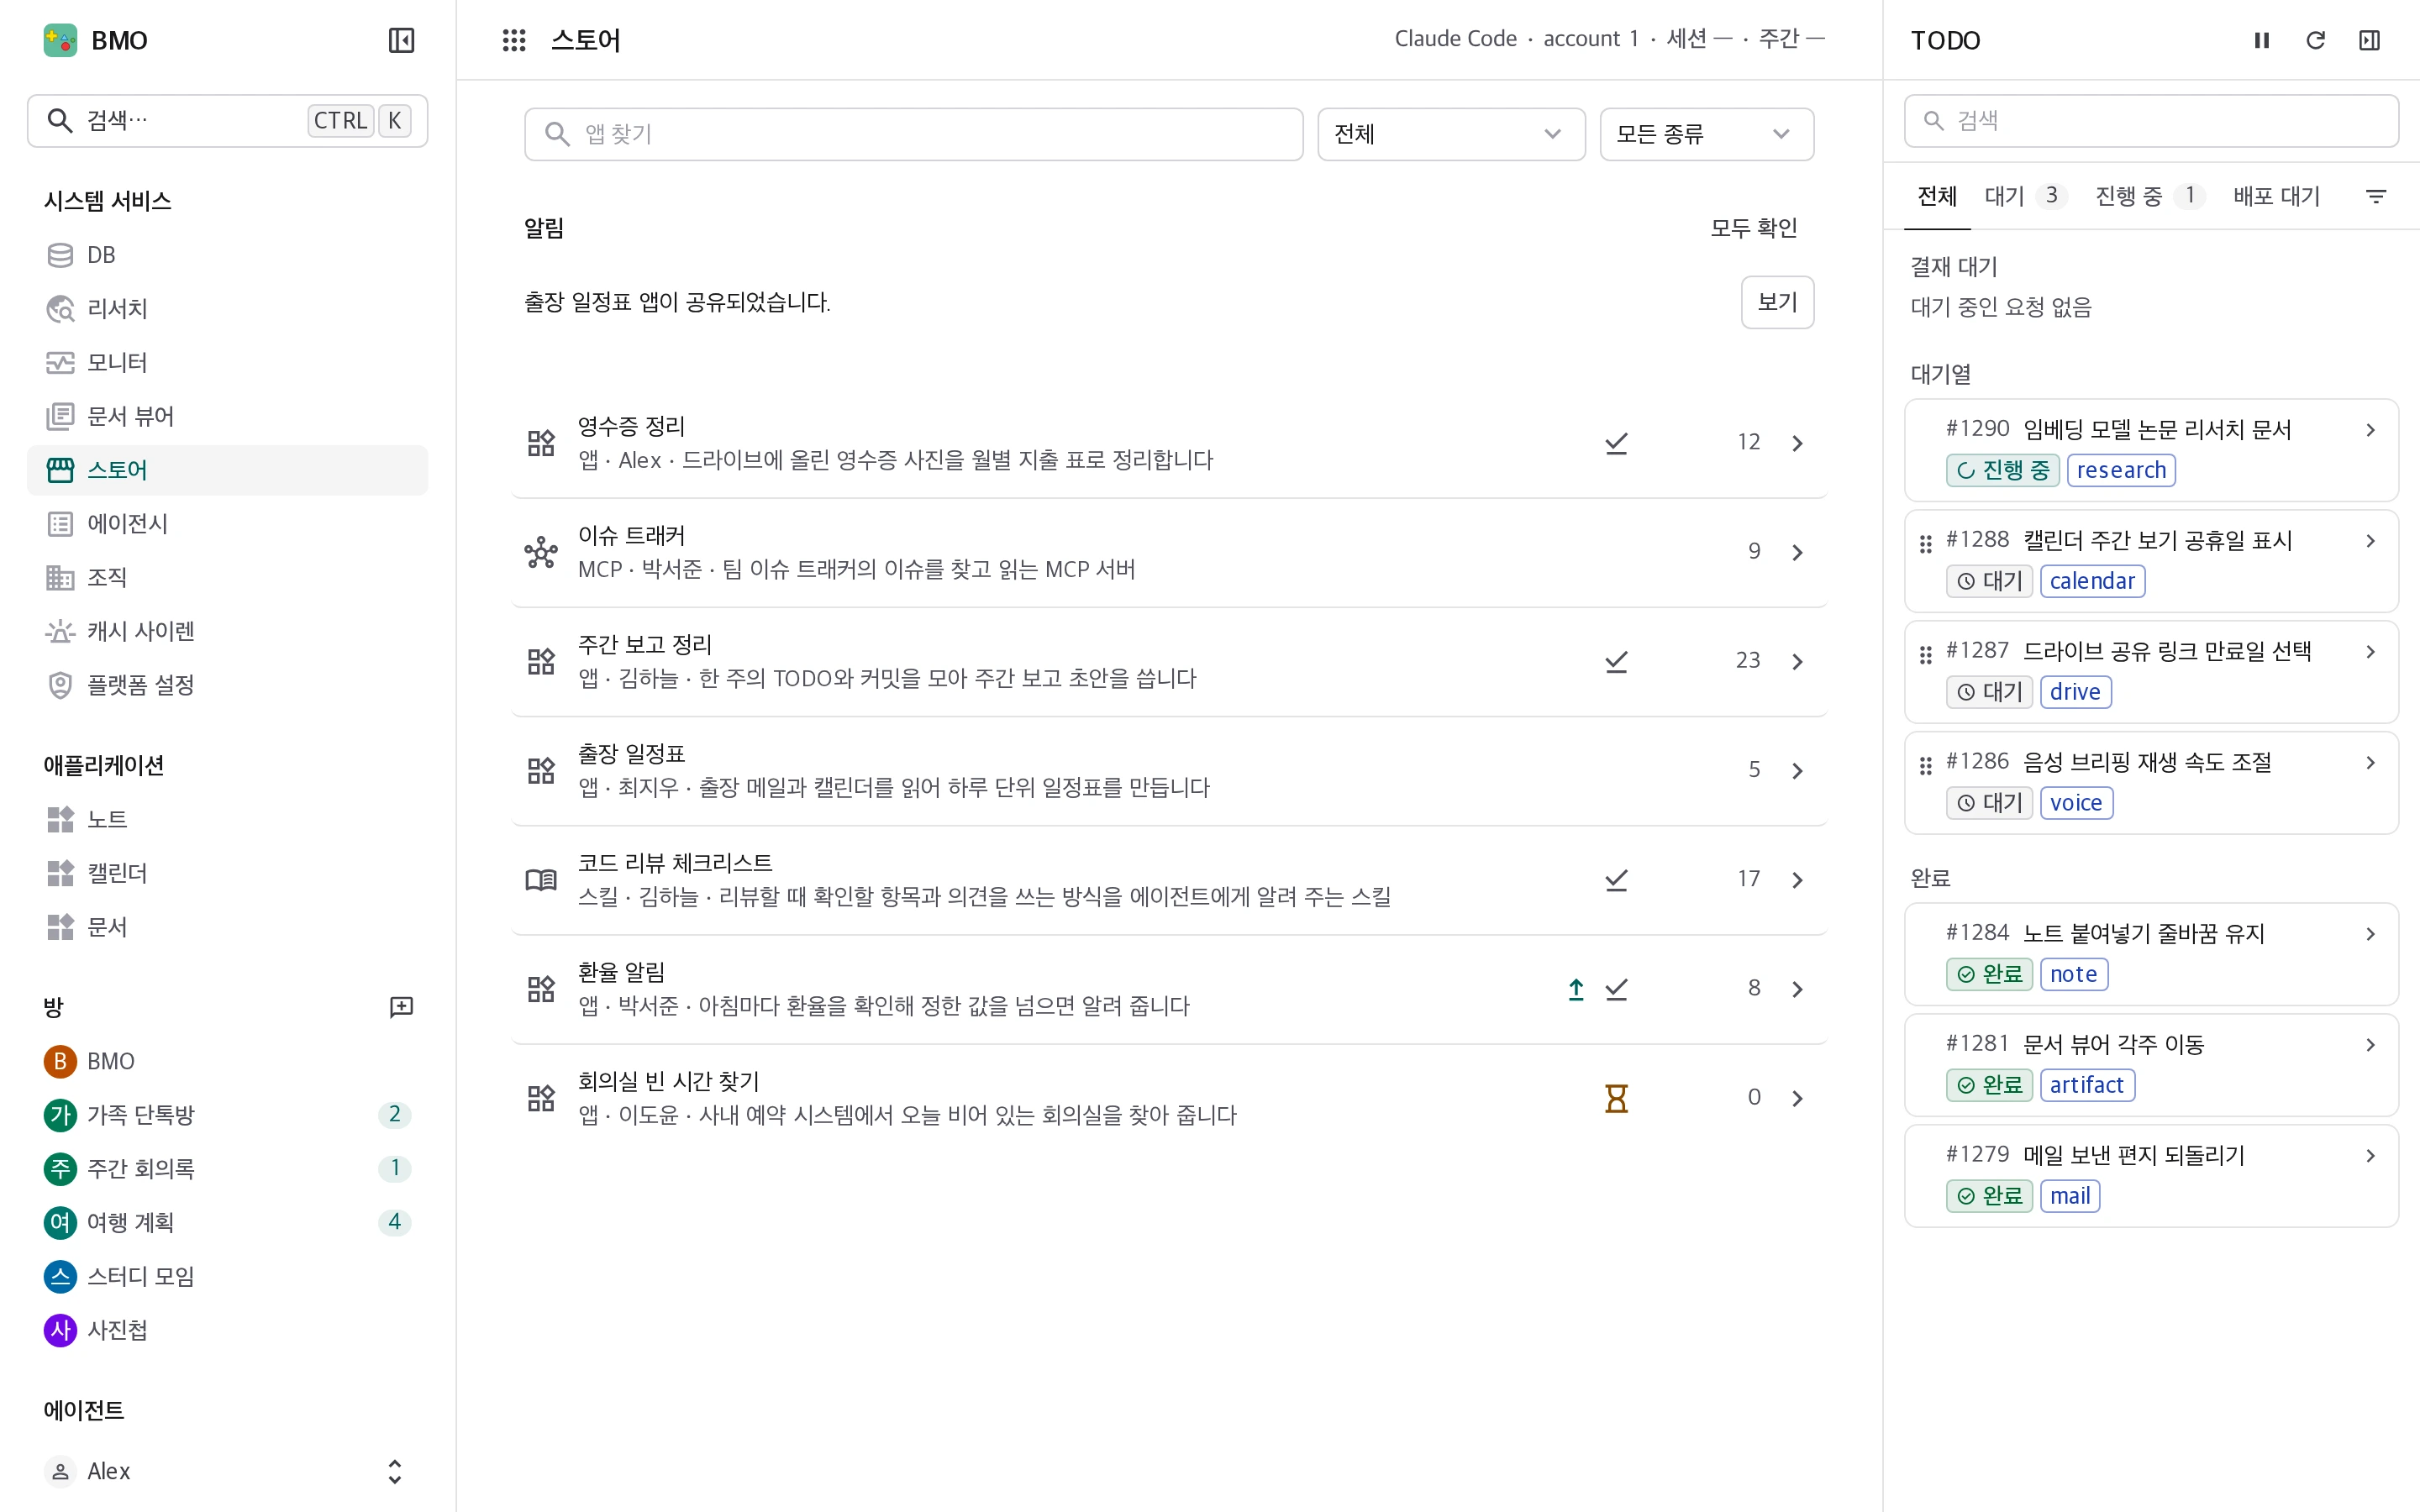 BMO
검색…
CTRL K
시스템 서비스
DB
리서치
모니터
문서 뷰어
스토어
에이전시
조직
캐시 사이렌
플랫폼 설정
애플리케이션
노트
캘린더
문서
방
B BMO
가 가족 단톡방 2
주 주간 회의록 1
여 여행 계획 4
스 스터디 모임
사 사진첩
에이전트
Alex
스토어
Claude Code · account 1 · 세션 — · 주간 —
앱 찾기
전체
모든 종류
알림
모두 확인
출장 일정표 앱이 공유되었습니다.
보기
영수증 정리
앱 · Alex · 드라이브에 올린 영수증 사진을 월별 지출 표로 정리합니다
12
이슈 트래커
MCP · 박서준 · 팀 이슈 트래커의 이슈를 찾고 읽는 MCP 서버
9
주간 보고 정리
앱 · 김하늘 · 한 주의 TODO와 커밋을 모아 주간 보고 초안을 씁니다
23
출장 일정표
앱 · 최지우 · 출장 메일과 캘린더를 읽어 하루 단위 일정표를 만듭니다
5
코드 리뷰 체크리스트
스킬 · 김하늘 · 리뷰할 때 확인할 항목과 의견을 쓰는 방식을 에이전트에게 알려 주는 스킬
17
환율 알림
앱 · 박서준 · 아침마다 환율을 확인해 정한 값을 넘으면 알려 줍니다
8
회의실 빈 시간 찾기
앱 · 이도윤 · 사내 예약 시스템에서 오늘 비어 있는 회의실을 찾아 줍니다
0
TODO
검색
전체 대기 3 진행 중 1 배포 대기
결재 대기
대기 중인 요청 없음
대기열
#1290 임베딩 모델 논문 리서치 문서
진행 중 research
#1288 캘린더 주간 보기 공휴일 표시
대기 calendar
#1287 드라이브 공유 링크 만료일 선택
대기 drive
#1286 음성 브리핑 재생 속도 조절
대기 voice
완료
#1284 노트 붙여넣기 줄바꿈 유지
완료 note
#1281 문서 뷰어 각주 이동
완료 artifact
#1279 메일 보낸 편지 되돌리기
완료 mail